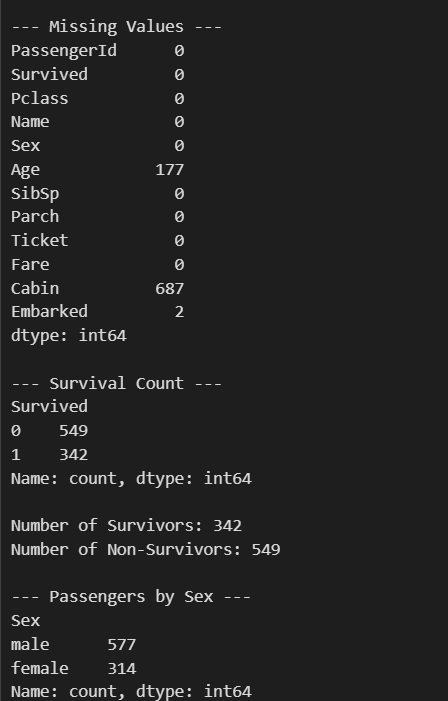 --- Missing Values ---
PassengerId      0
Survived         0
Pclass           0
Name             0
Sex              0
Age            177
SibSp            0
Parch            0
Ticket           0
Fare             0
Cabin          687
Embarked         2
dtype: int64

--- Survival Count ---
Survived
0    549
1    342
Name: count, dtype: int64

Number of Survivors: 342
Number of Non-Survivors: 549

--- Passengers by Sex ---
Sex
male      577
female    314
Name: count, dtype: int64